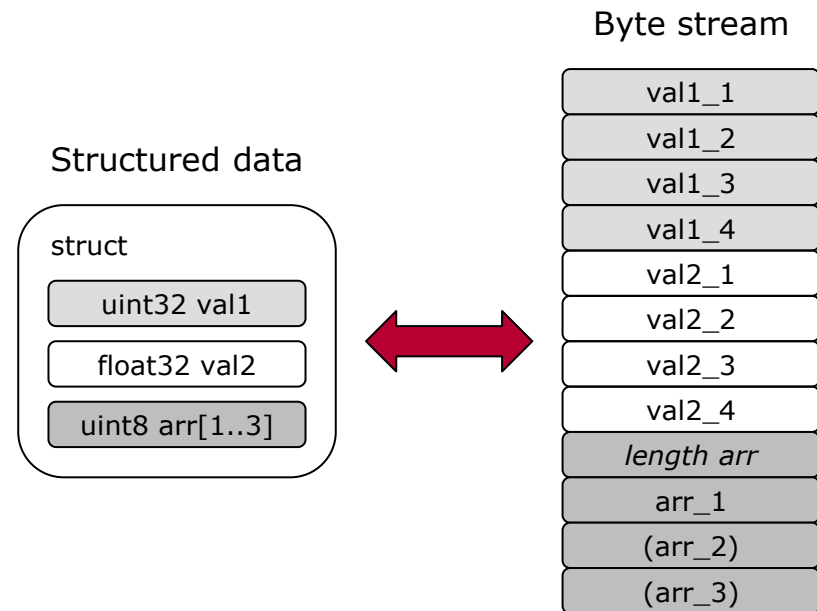 Byte stream
val1_1
val1_2
val1_3
val1_4
val2_1
val2_2
val2_3
val2_4
length arr
arr_1
(arr_2)
(arr_3)
Structured data
struct
uint32 val1
float32 val2
uint8 arr[1..3]